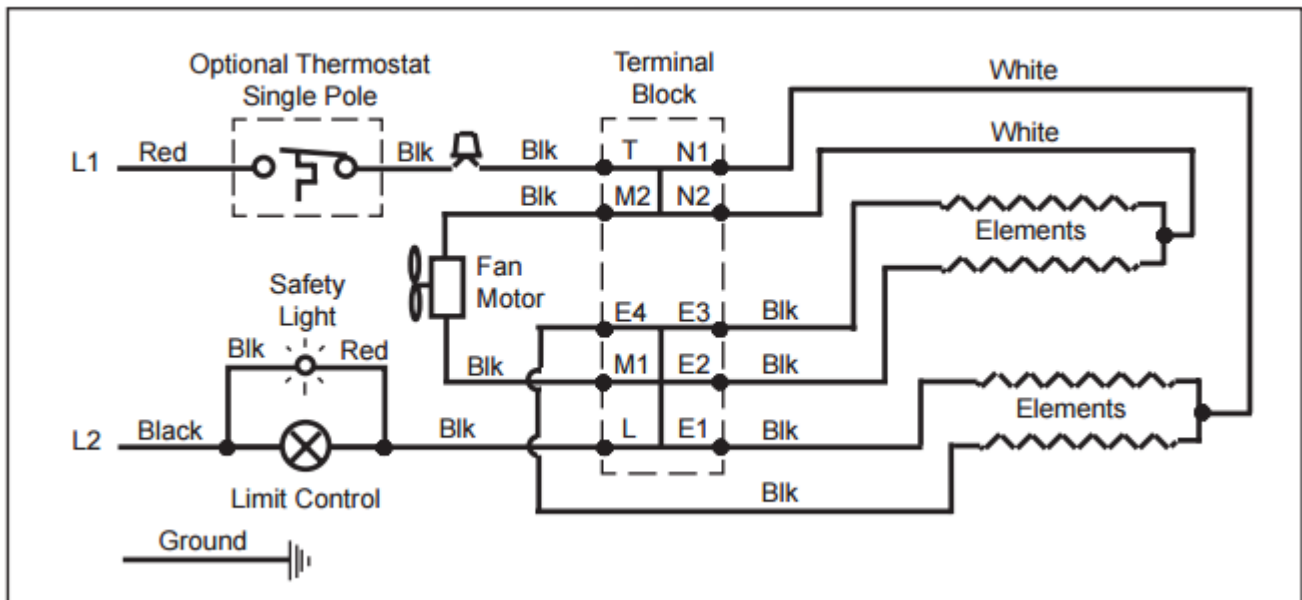 Optional Thermostat
Single Pole
Terminal
Block
White
White
L1
Red
Blk
Blk
T
N1
Blk
M2
N2
Elements
Fan
Motor
Safety
Light
Blk
Red
E4
E3
Blk
Blk
M1
E2
Blk
Elements
L2
Black
Blk
L
E1
Blk
Limit Control
Blk
Ground